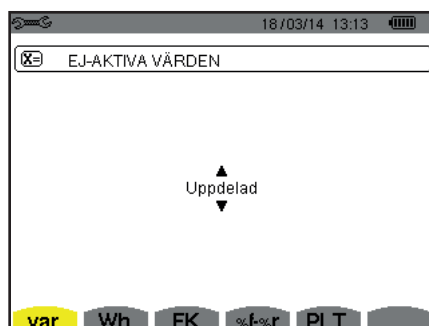 18/03/14 13:13
X= EJ-AKTIVA VÄRDEN
Uppdelad
var Wh FK %f-%r PLT